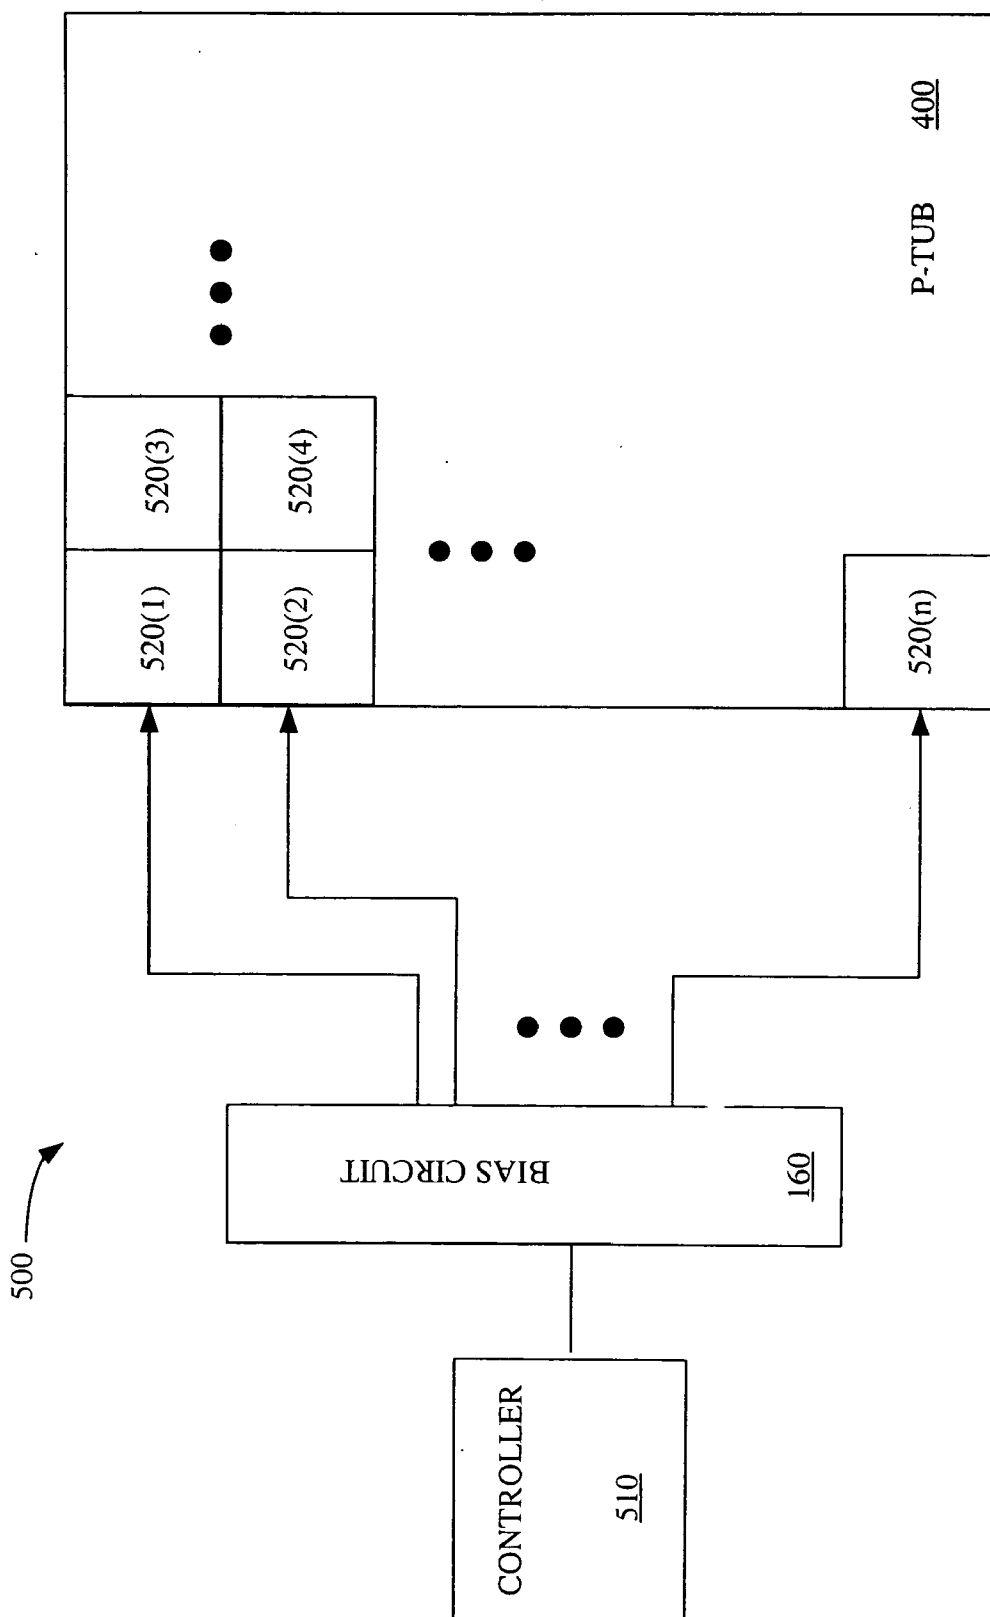 500
CONTROLLER
510
BIAS CIRCUIT
160
520(1)
520(3)
520(2)
520(4)
520(n)
P-TUB
400